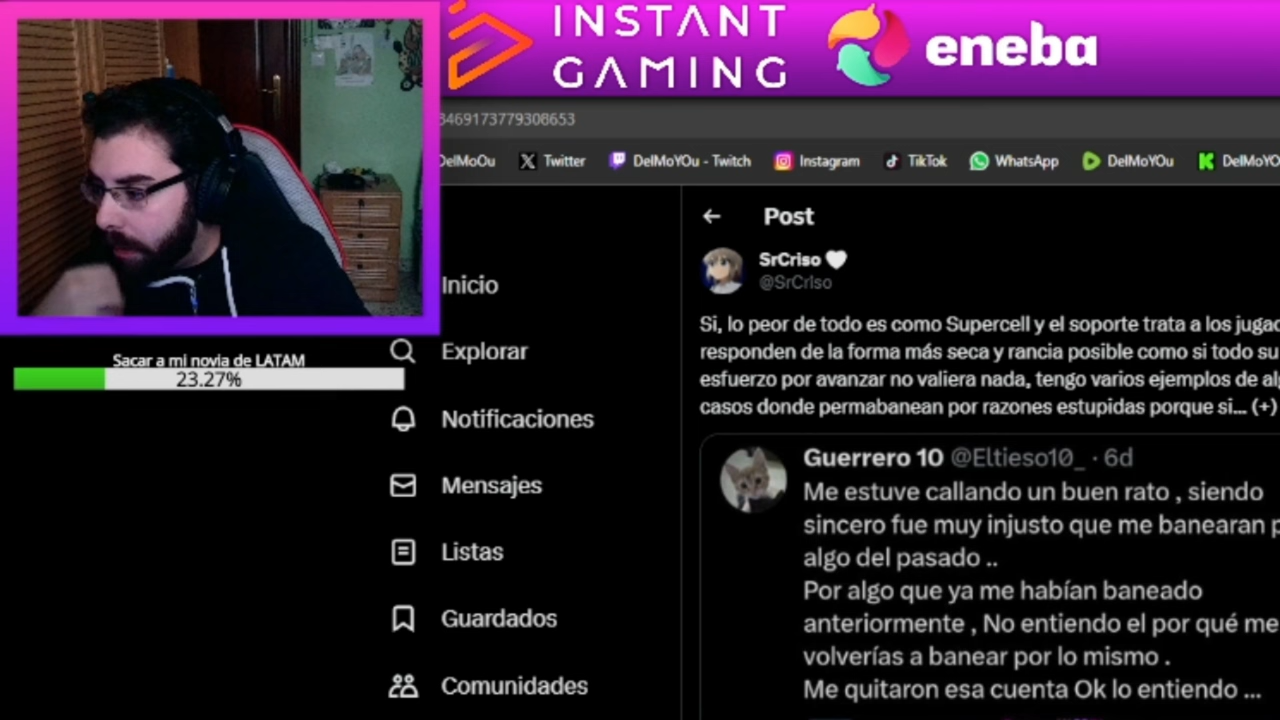 INSTANT
GAMING
eneba
3469173779308653
DelMoOu
Twitter
DelMoYOu - Twitch
Instagram
TikTok
WhatsApp
DelMoYOu
DelMoYO
Post
SrCriso
@SrCriso
Si, lo peor de todo es como Supercell y el soporte trata a los jugad
responden de la forma más seca y rancia posible como si todo su
esfuerzo por avanzar no valiera nada, tengo varios ejemplos de alg
casos donde permabanean por razones estupidas porque si... (+)
Guerrero 10 @Eltieso10_ · 6d
Me estuve callando un buen rato , siendo
sincero fue muy injusto que me banearan p
algo del pasado ..
Por algo que ya me habían baneado
anteriormente , No entiendo el por qué me
volverías a banear por lo mismo .
Me quitaron esa cuenta Ok lo entiendo ...
Inicio
Explorar
Notificaciones
Mensajes
Listas
Guardados
Comunidades
Sacar a mi novia de LATAM
23.27%